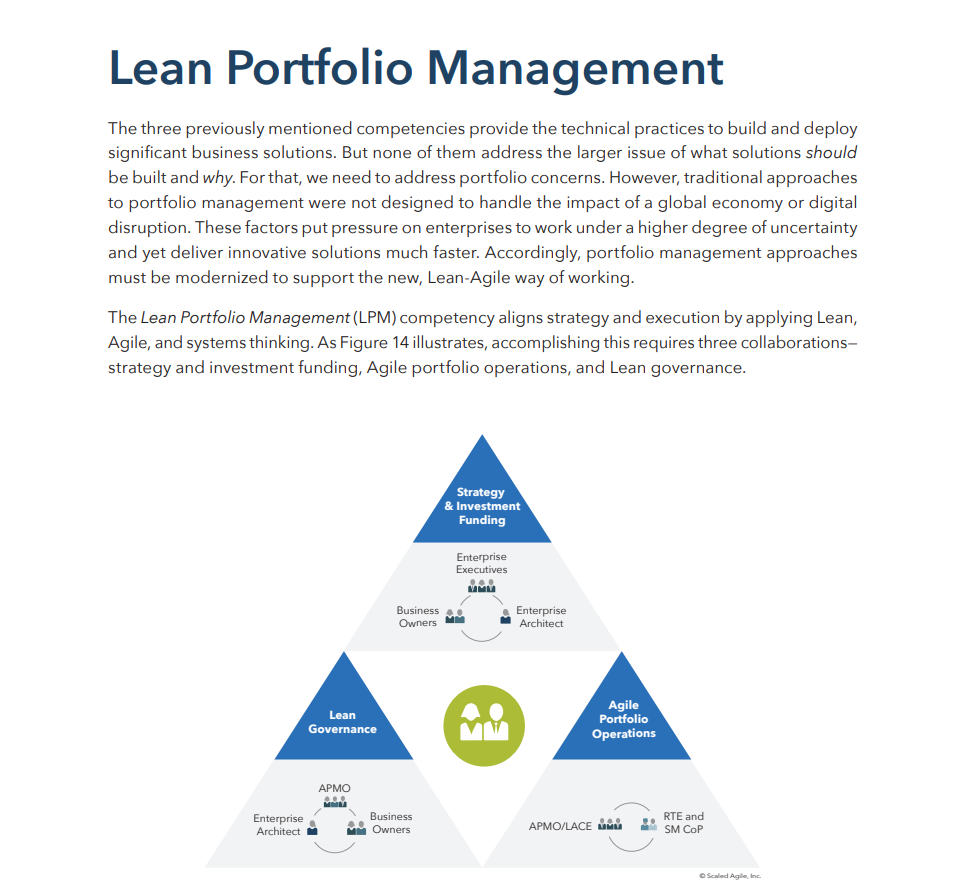 Lean Portfolio Management
The three previously mentioned competencies provide the technical practices to build and deploy
significant business solutions. But none of them address the larger issue of what solutions should
be built and why. For that, we need to address portfolio concerns. However, traditional approaches
to portfolio management were not designed to handle the impact of a global economy or digital
disruption. These factors put pressure on enterprises to work under a higher degree of uncertainty
and yet deliver innovative solutions much faster. Accordingly, portfolio management approaches
must be modernized to support the new, Lean-Agile way of working.
The Lean Portfolio Management (LPM) competency aligns strategy and execution by applying Lean,
Agile, and systems thinking. As Figure 14 illustrates, accomplishing this requires three collaborations—
strategy and investment funding, Agile portfolio operations, and Lean governance.
Strategy
& Investment
Funding
Enterprise
Executives
Business
Owners
Enterprise
Architect
Lean
Governance
APMO
Enterprise
Architect
Business
Owners
Agile
Portfolio
Operations
APMO/LACE
RTE and
SM CoP
© Scaled Agile, Inc.